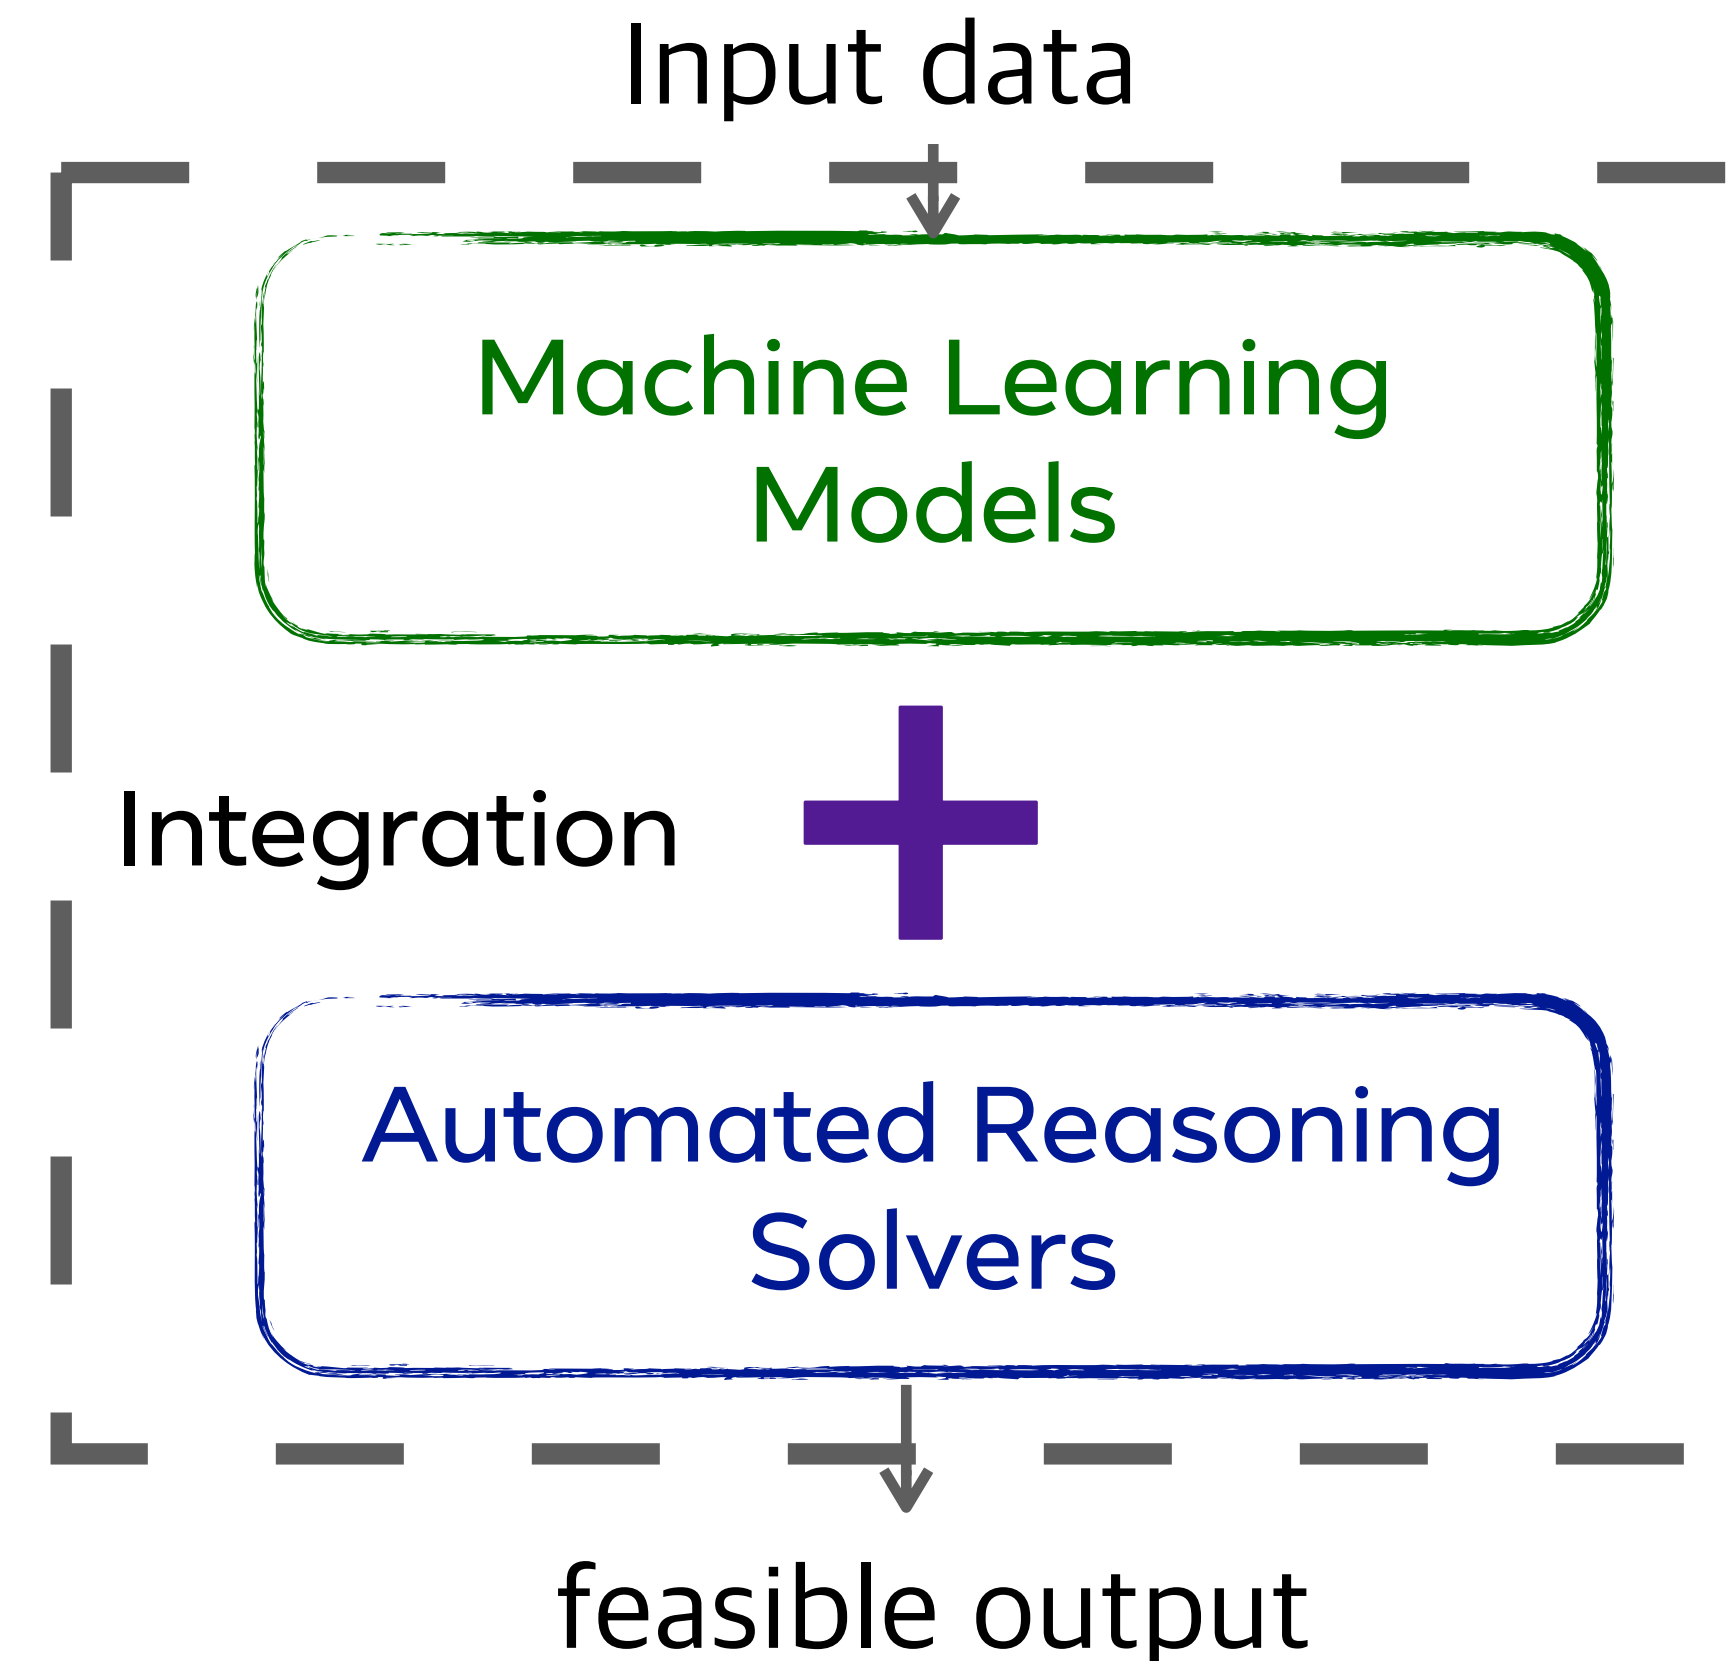 Input data
Machine Learning
Models
Integration
Automated Reasoning
Solvers
feasible output